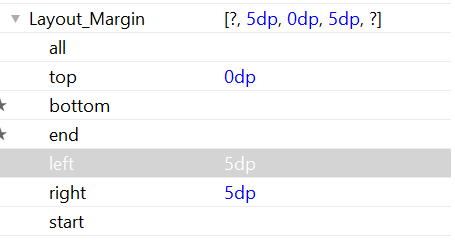 Layout_Margin [?, 5dp, 0dp, 5dp, ?]
all
top 0dp
bottom
end
left 5dp
right 5dp
start